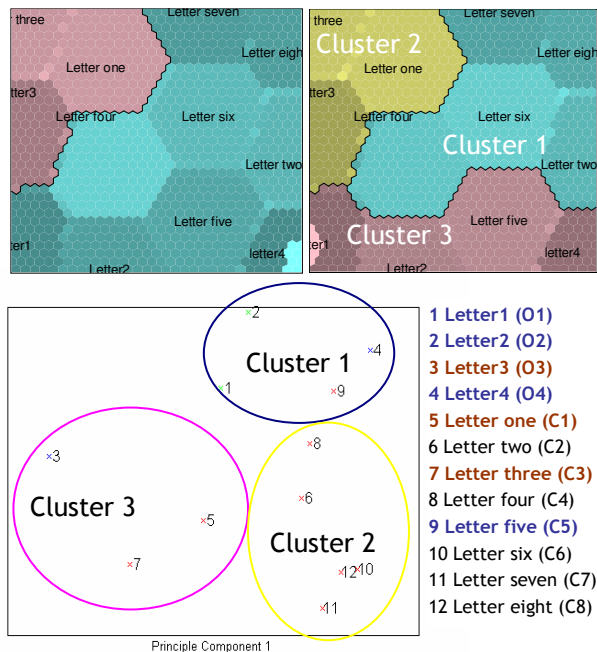 three
Letter seven
Letter one
Letter eigh
tter3
Letter four
Letter six
Letter two
Letter five
ter1
Letter2
letter4
Letter seven
three
Cluster 2
Letter one
Letter eigh
tter3
Letter four
Letter six
Cluster 1
Letter two
Letter five
Cluster 3
ter1
Letter2
letter4
2
Cluster 1
4
1
9
8
3
6
5
Cluster 3
Cluster 2
7
12
10
11
Principle Component 1
1 Letter1 (O1)
2 Letter2 (O2)
3 Letter3 (O3)
4 Letter4 (O4)
5 Letter one (C1)
6 Letter two (C2)
7 Letter three (C3)
8 Letter four (C4)
9 Letter five (C5)
10 Letter six (C6)
11 Letter seven (C7)
12 Letter eight (C8)